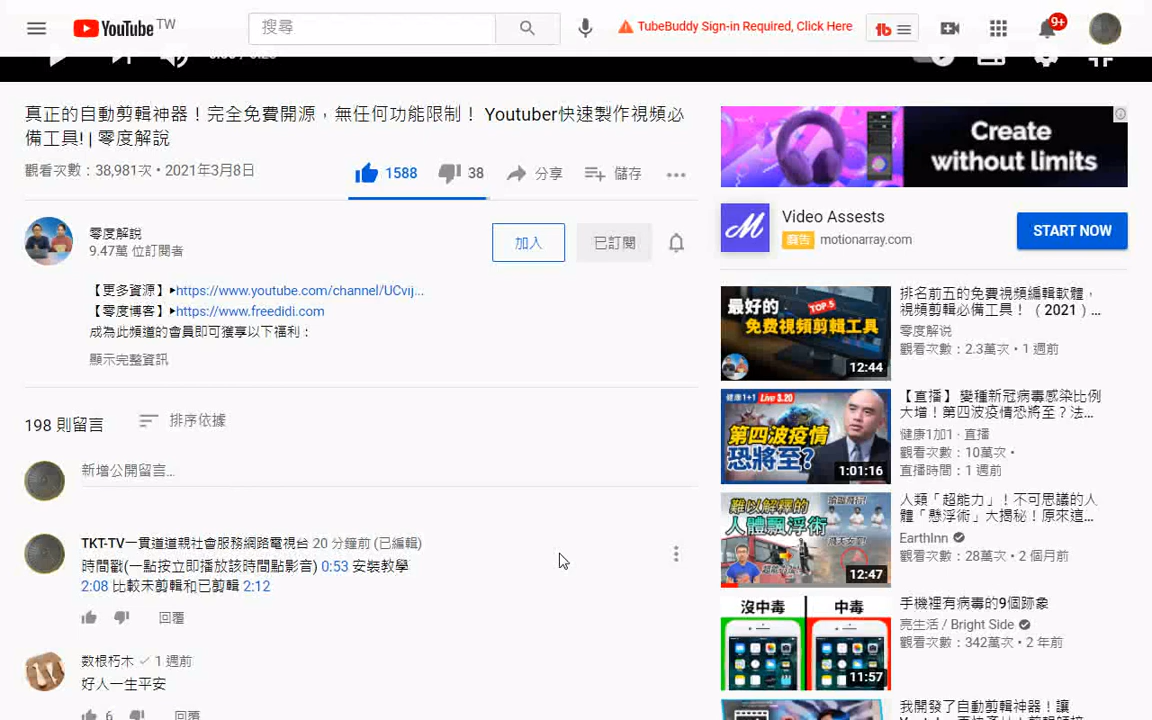 YouTube TW
搜尋
TubeBuddy Sign-in Required, Click Here
tb
9+
真正的自動剪輯神器！完全免費開源，無任何功能限制！ Youtuber快速製作視頻必
備工具! | 零度解說
觀看次數：38,981次 • 2021年3月8日
1588
38
分享
儲存
零度解說
9.47萬 位訂閱者
加入
已訂閱
【更多資源】▶https://www.youtube.com/channel/UCvij...
【零度博客】▶https://www.freedidi.com
成為此頻道的會員即可獲享以下福利：
顯示完整資訊
198 則留言
排序依據
新增公開留言...
TKT-TV一貫道道親社會服務網路電視台 20 分鐘前 (已編輯)
時間戳(一點按立即播放該時間點影音) 0:53 安裝教學
2:08 比較未剪輯和已剪輯 2:12
回覆
数根朽木 ✓ 1 週前
好人一生平安
6
回覆
Create
without limits
Video Assests
廣告 motionarray.com
START NOW
最好的
TOP 5
免費視頻剪輯工具
12:44
排名前五的免費視頻編輯軟體，
視頻剪輯必備工具！（2021）...
零度解说
觀看次數：2.3萬次 • 1 週前
健康1+1 Live 3.20
第四波疫情
恐將至?
1:01:16
【直播】 變種新冠病毒感染比例
大增！第四波疫情恐將至？法...
健康1加1 · 直播
觀看次數：10萬次 •
直播時間：1 週前
難以解釋的
人體飄浮術
12:47
人類「超能力」！不可思議的人
體「懸浮術」大揭秘！原來這...
EarthInn
觀看次數：28萬次 • 2 個月前
沒中毒
中毒
11:57
手機裡有病毒的9個跡象
亮生活 / Bright Side
觀看次數：342萬次 • 2 年前
我開發了自動剪輯神器！讓